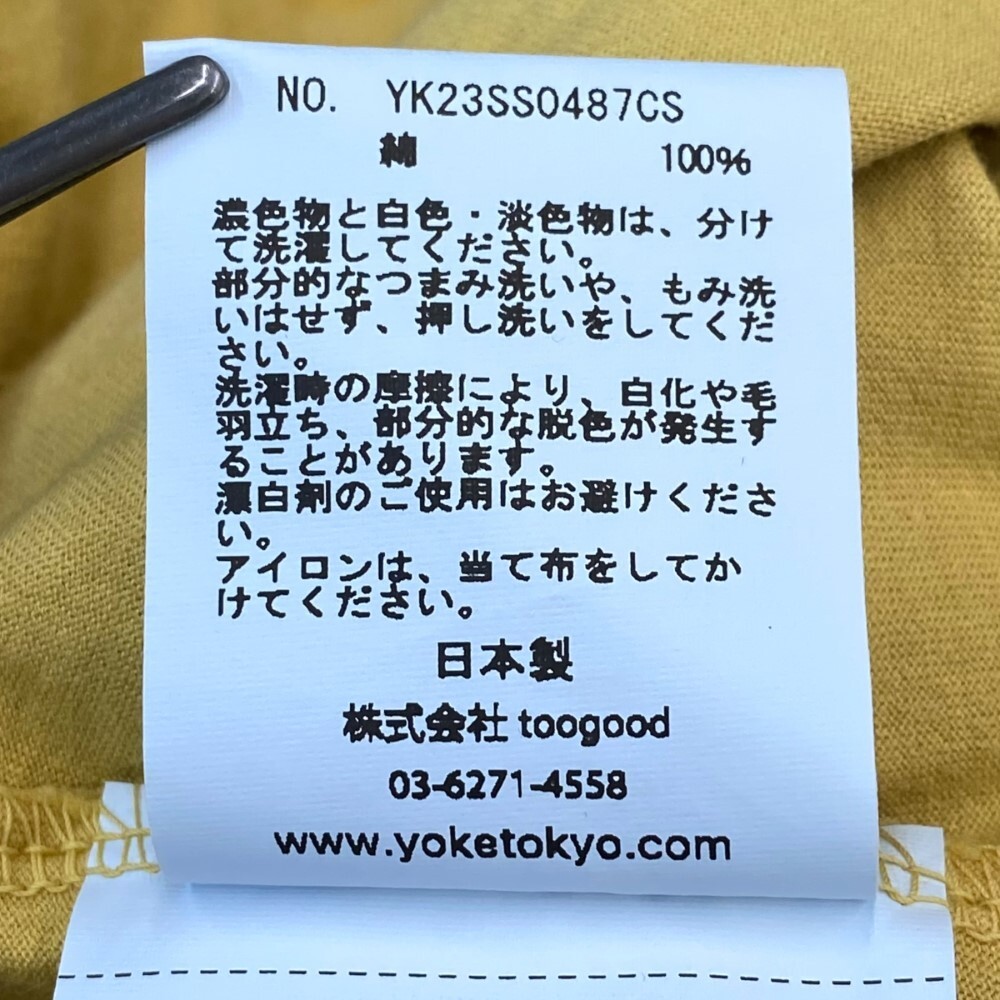 NO. YK23SS0487CS
綿 100%
濃色物と白色・淡色物は、分け
て洗濯してください。
部分的なつまみ洗いや、もみ洗
いはせず、押し洗いをしてくだ
さい。
洗濯時の摩擦により、白化や毛
羽立ち、部分的な脱色が発生す
ることがあります。
漂白剤のご使用はお避けくださ
い。
アイロンは、当て布をしてか
けてください。
日本製
株式会社 toogood
03-6271-4558
www.yoketokyo.com